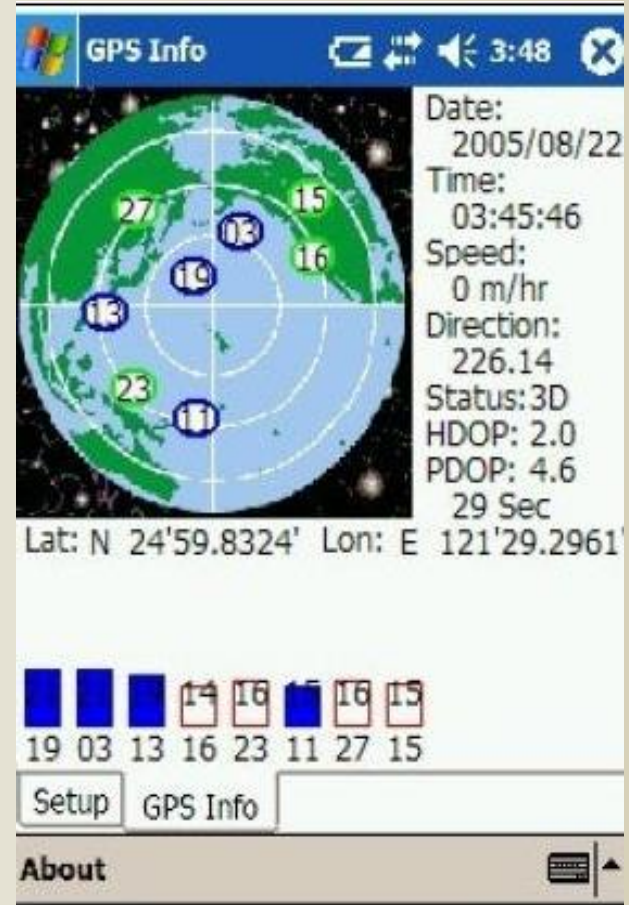 GPS Info 3:48
Date:
2005/08/22
Time:
03:45:46
Speed:
0 m/hr
Direction:
226.14
Status:3D
HDOP: 2.0
PDOP: 4.6
29 Sec
27
15
03
16
19
13
23
11
Lat: N 24'59.8324' Lon: E 121'29.2961'
14 16 15 16 15
19 03 13 16 23 11 27 15
Setup GPS Info
About